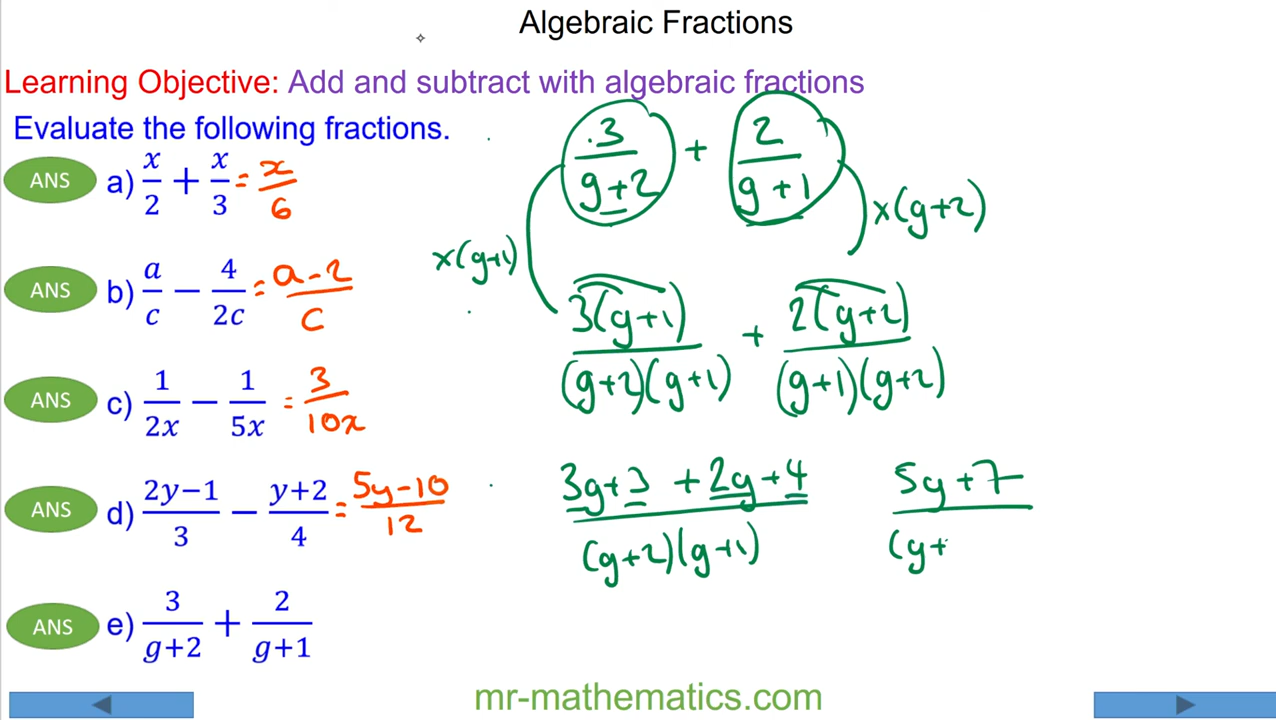 Algebraic Fractions
Learning Objective: Add and subtract with algebraic fractions
Evaluate the following fractions.
ANS a) x/2 + x/3 = x/6
ANS b) a/c − 4/2c = a-2/c
ANS c) 1/2x − 1/5x = 3/10x
ANS d) 2y−1/3 − y+2/4 = 5y-10/12
ANS e) 3/g+2 + 2/g+1
.3/g+2 + 2/g+1
x(g+1) x(g+2)
3(g+1)/(g+2)(g+1) + 2(g+2)/(g+1)(g+2)
3g+3 + 2g+4/(g+2)(g+1) 5y+7/(y+
mr-mathematics.com